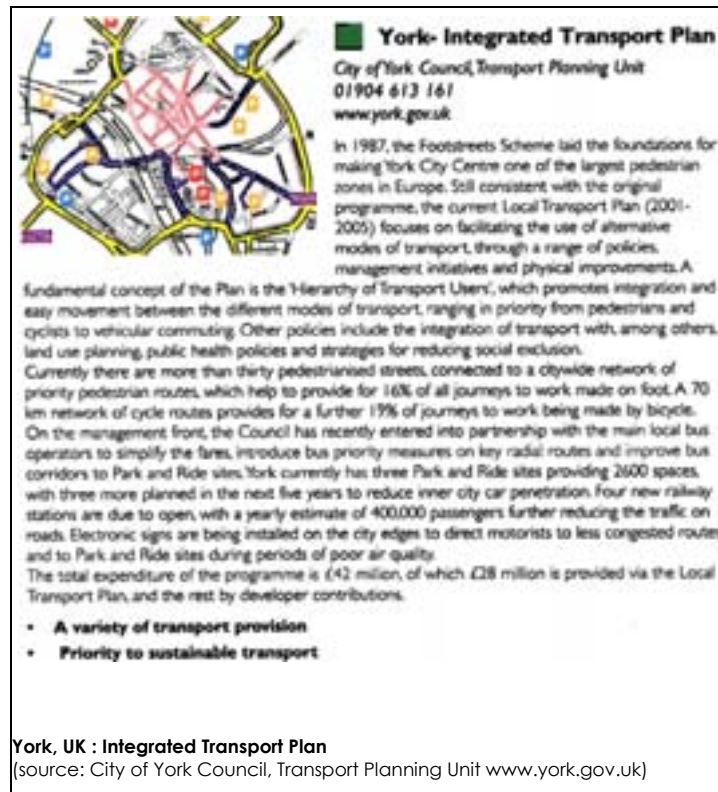 York- Integrated Transport Plan
City of York Council, Transport Planning Unit
01904 613 161
www.york.gov.uk
In 1987, the Footstreets Scheme laid the foundations for
making York City Centre one of the largest pedestrian
zones in Europe. Still consistent with the original
programme, the current Local Transport Plan (2001-
2005) focuses on facilitating the use of alternative
modes of transport, through a range of policies,
management initiatives and physical improvements. A
fundamental concept of the Plan is the 'Hierarchy of Transport Users', which promotes integration and
easy movement between the different modes of transport, ranging in priority from pedestrians and
cyclists to vehicular commuting. Other policies include the integration of transport with, among others,
land use planning, public health policies and strategies for reducing social exclusion.
Currently there are more than thirty pedestrianised streets, connected to a citywide network of
priority pedestrian routes, which help to provide for 16% of all journeys to work made on foot. A 70
km network of cycle routes provides for a further 19% of journeys to work being made by bicycle.
On the management front, the Council has recently entered into partnership with the main local bus
operators to simplify the fares, introduce bus priority measures on key radial routes and improve bus
corridors to Park and Ride sites. York currently has three Park and Ride sites providing 2600 spaces,
with three more planned in the next five years to reduce inner city car penetration. Four new railway
stations are due to open, with a yearly estimate of 400,000 passengers further reducing the traffic on
roads. Electronic signs are being installed on the city edges to direct motorists to less congested routes
and to Park and Ride sites during periods of poor air quality.
The total expenditure of the programme is £42 million, of which £28 million is provided via the Local
Transport Plan, and the rest by developer contributions.
• A variety of transport provision
• Priority to sustainable transport
York, UK : Integrated Transport Plan
(source: City of York Council, Transport Planning Unit www.york.gov.uk)